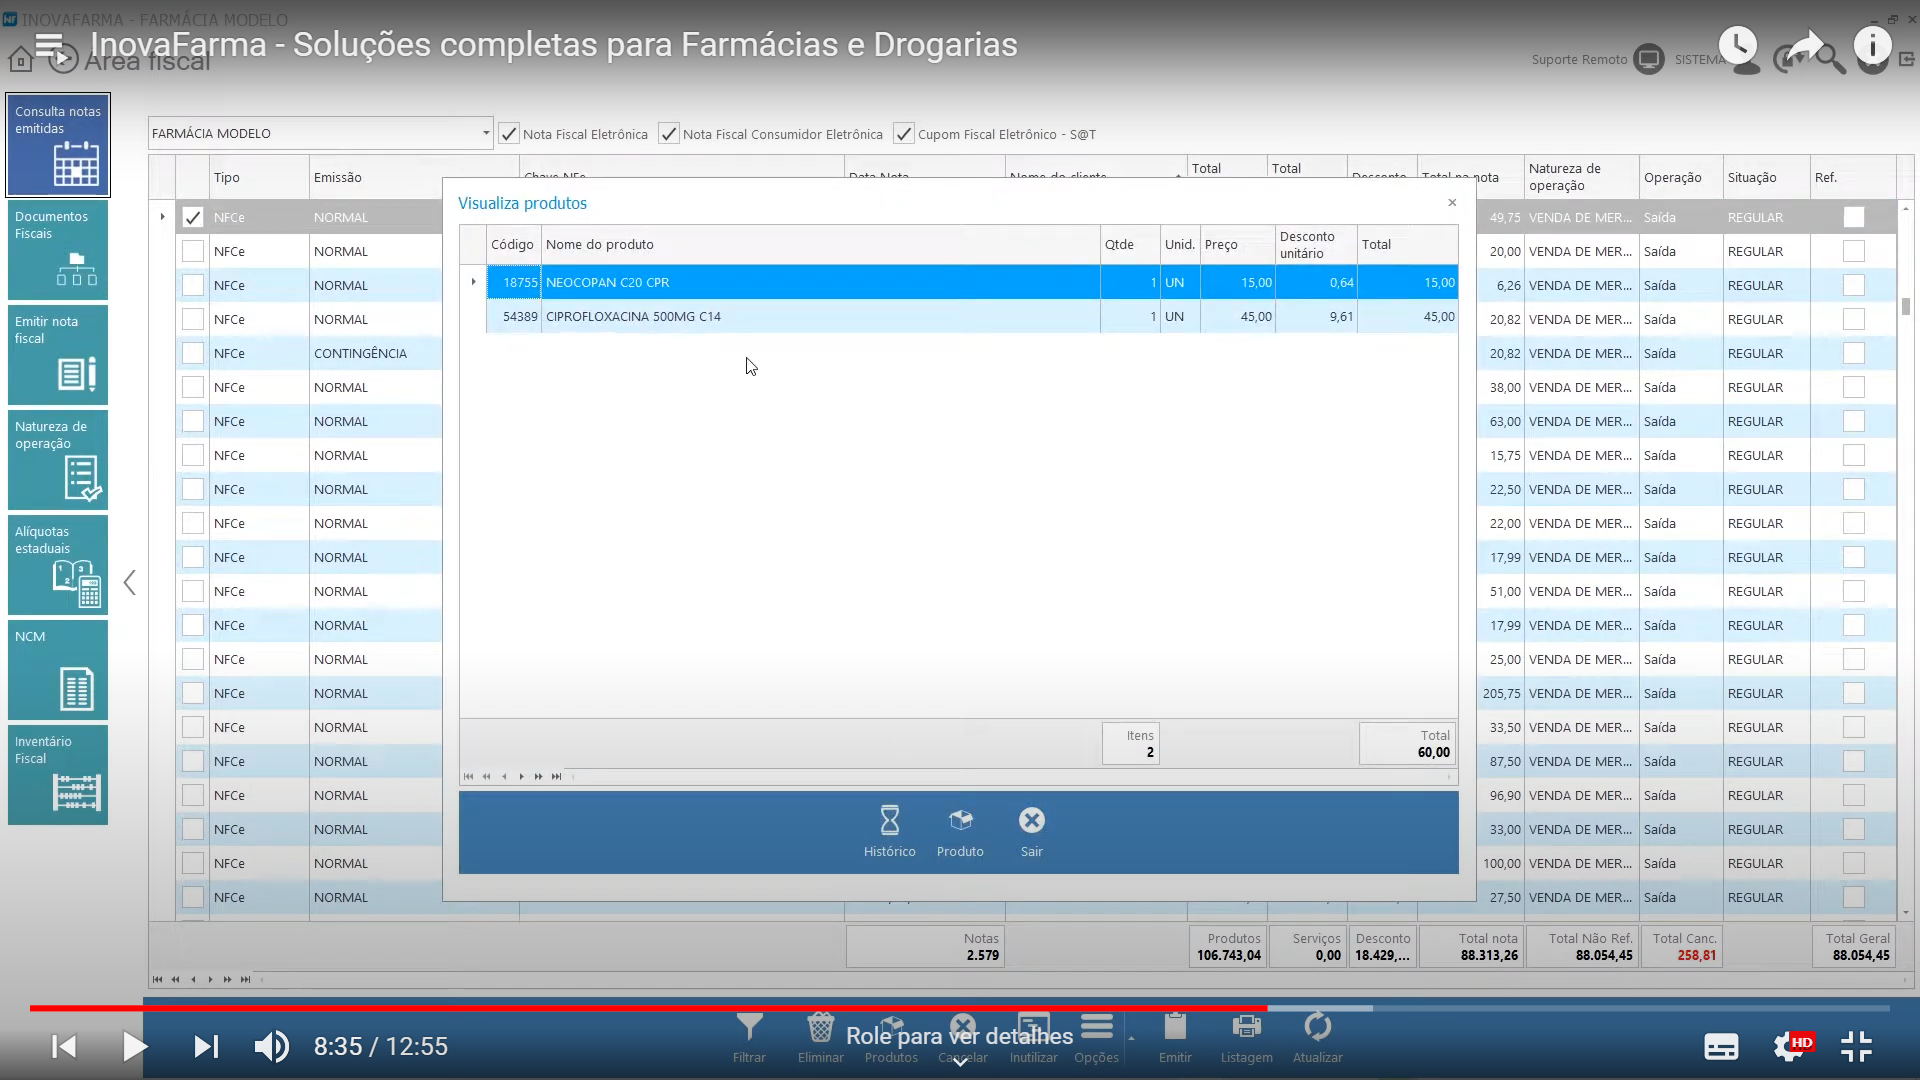 INOVAFARMA - FARMÁCIA MODELO
InovaFarma - Soluções completas para Farmácias e Drogarias
Área fiscal
Suporte Remoto
SISTEMA
Consulta notas
emitidas
Documentos
Fiscais
Emitir nota
fiscal
Natureza de
operação
Alíquotas
estaduais
NCM
Inventário
Fiscal
FARMÁCIA MODELO
Nota Fiscal Eletrônica
Nota Fiscal Consumidor Eletrônica
Cupom Fiscal Eletrônico - S@T
Tipo Emissão Chave NFe Data Nota Nome do cliente Total Total Desconto Total na nota Natureza de operação Operação Situação Ref.
Visualiza produtos
Código Nome do produto Qtde Unid. Preço Desconto unitário Total
18755 NEOCOPAN C20 CPR 1 UN 15,00 0,64 15,00
54389 CIPROFLOXACINA 500MG C14 1 UN 45,00 9,61 45,00
Itens
2
Total
60,00
Histórico
Produto
Sair
NFCe NORMAL 49,75 VENDA DE MER... Saída REGULAR
NFCe NORMAL 20,00 VENDA DE MER... Saída REGULAR
NFCe NORMAL 6,26 VENDA DE MER... Saída REGULAR
NFCe NORMAL 20,82 VENDA DE MER... Saída REGULAR
NFCe CONTINGÊNCIA 20,82 VENDA DE MER... Saída REGULAR
NFCe NORMAL 38,00 VENDA DE MER... Saída REGULAR
NFCe NORMAL 63,00 VENDA DE MER... Saída REGULAR
NFCe NORMAL 15,75 VENDA DE MER... Saída REGULAR
NFCe NORMAL 22,50 VENDA DE MER... Saída REGULAR
NFCe NORMAL 22,00 VENDA DE MER... Saída REGULAR
NFCe NORMAL 17,99 VENDA DE MER... Saída REGULAR
NFCe NORMAL 51,00 VENDA DE MER... Saída REGULAR
NFCe NORMAL 17,99 VENDA DE MER... Saída REGULAR
NFCe NORMAL 25,00 VENDA DE MER... Saída REGULAR
NFCe NORMAL 205,75 VENDA DE MER... Saída REGULAR
NFCe NORMAL 33,50 VENDA DE MER... Saída REGULAR
NFCe NORMAL 87,50 VENDA DE MER... Saída REGULAR
NFCe NORMAL 96,90 VENDA DE MER... Saída REGULAR
NFCe NORMAL 33,00 VENDA DE MER... Saída REGULAR
NFCe NORMAL 100,00 VENDA DE MER... Saída REGULAR
NFCe NORMAL 27,50 VENDA DE MER... Saída REGULAR
Notas Produtos Serviços Desconto Total nota Total Não Ref. Total Canc. Total Geral
2.579 106.743,04 0,00 18.429,... 88.313,26 88.054,45 258,81 88.054,45
8:35 / 12:55
Role para ver detalhes
Filtrar Eliminar Produtos Cancelar Inutilizar Opções Emitir Listagem Atualizar
HD